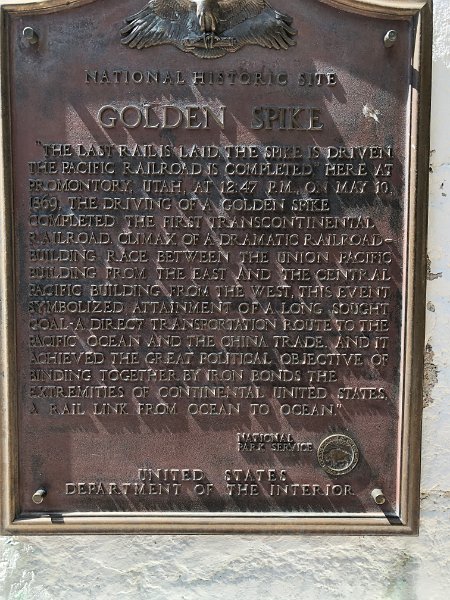 NATIONAL HISTORIC SITE
GOLDEN SPIKE
"THE LAST RAIL IS LAID. THE SPIKE IS DRIVEN
THE PACIFIC RAILROAD IS COMPLETED." HERE AT
PROMONTORY, UTAH, AT 12:47 P.M., ON MAY 10,
1869, THE DRIVING OF A GOLDEN SPIKE
COMPLETED THE FIRST TRANSCONTINENTAL
RAILROAD. CLIMAX OF A DRAMATIC RAILROAD-
BUILDING RACE BETWEEN THE UNION PACIFIC
BUILDING FROM THE EAST AND THE CENTRAL
PACIFIC BUILDING FROM THE WEST, THIS EVENT
SYMBOLIZED ATTAINMENT OF A LONG SOUGHT
GOAL-A DIRECT TRANSPORTATION ROUTE TO THE
PACIFIC OCEAN AND THE CHINA TRADE. AND IT
ACHIEVED THE GREAT POLITICAL OBJECTIVE OF
BINDING TOGETHER BY IRON BONDS THE
EXTREMITIES OF CONTINENTAL UNITED STATES,
A RAIL LINK FROM OCEAN TO OCEAN."
NATIONAL
PARK SERVICE
UNITED STATES
DEPARTMENT OF THE INTERIOR